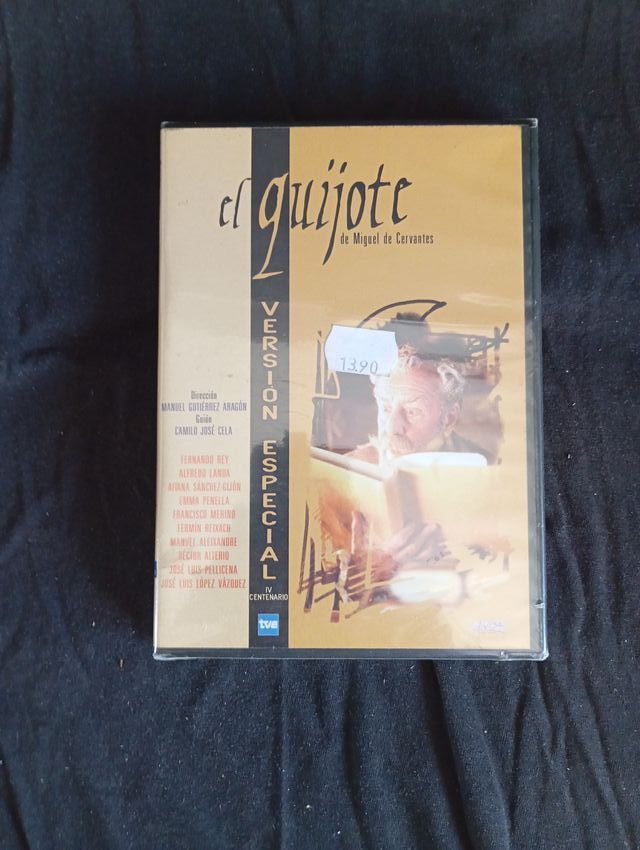 el quijote
de Miguel de Cervantes
VERSIÓN ESPECIAL
IV
CENTENARIO
tve
13.90
Dirección
MANUEL GUTIÉRREZ ARAGÓN
Guión
CAMILO JOSÉ CELA
FERNANDO REY
ALFREDO LANDA
AITANA SÁNCHEZ-GIJÓN
EMMA PENELLA
FRANCISCO MERINO
FERMÍN REIXACH
MANUEL ALEIXANDRE
HÉCTOR ALTERIO
JOSÉ LUIS PELLICENA
JOSÉ LUIS LÓPEZ VÁZQUEZ